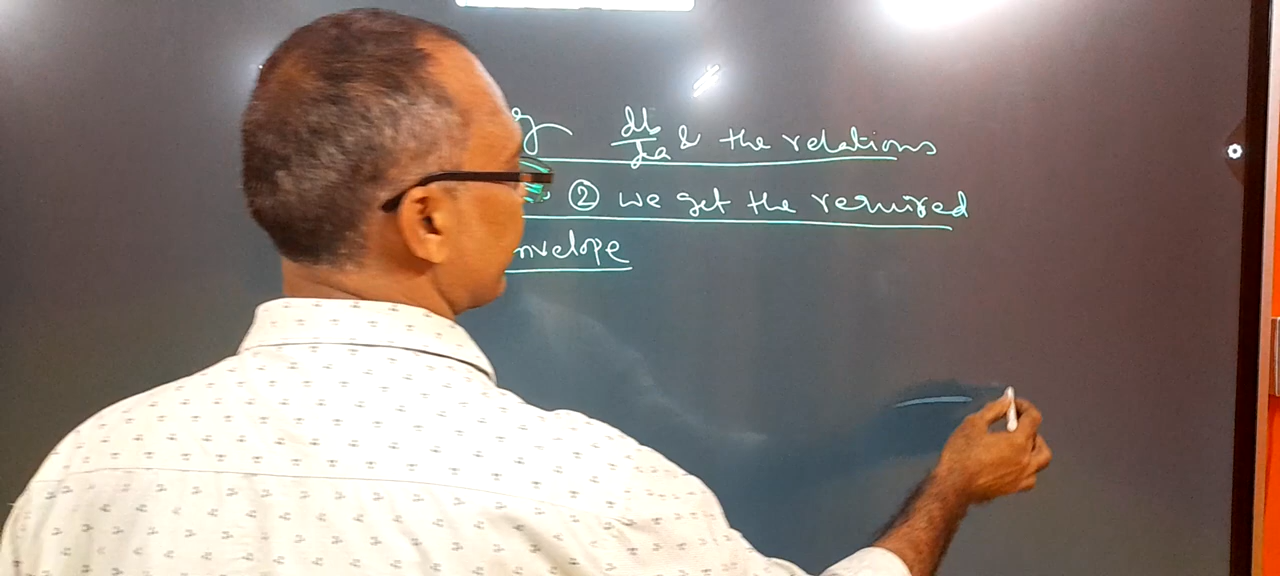 db/da & the relations
② we get the required
nvelope